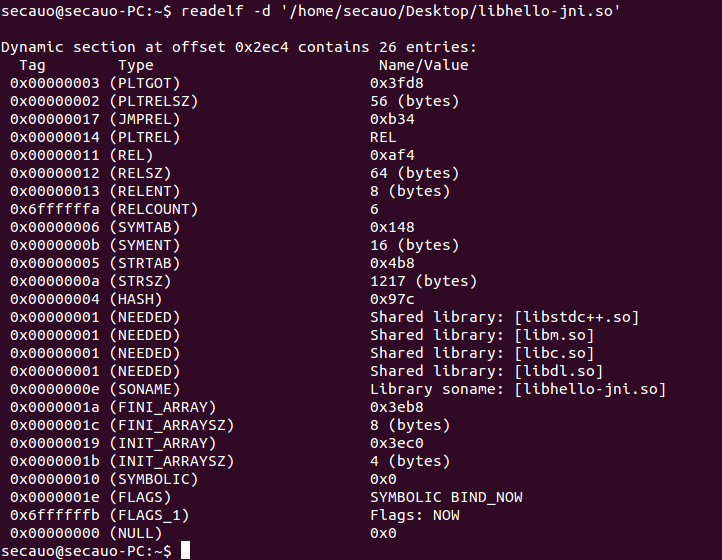 secauo@secauo-PC:~$ readelf -d '/home/secauo/Desktop/libhello-jni.so'
Dynamic section at offset 0x2ec4 contains 26 entries:
Tag Type Name/Value
0x00000003 (PLTGOT) 0x3fd8
0x00000002 (PLTRELSZ) 56 (bytes)
0x00000017 (JMPREL) 0xb34
0x00000014 (PLTREL) REL
0x00000011 (REL) 0xaf4
0x00000012 (RELSZ) 64 (bytes)
0x00000013 (RELENT) 8 (bytes)
0x6ffffffa (RELCOUNT) 6
0x00000006 (SYMTAB) 0x148
0x0000000b (SYMENT) 16 (bytes)
0x00000005 (STRTAB) 0x4b8
0x0000000a (STRSZ) 1217 (bytes)
0x00000004 (HASH) 0x97c
0x00000001 (NEEDED) Shared library: [libstdc++.so]
0x00000001 (NEEDED) Shared library: [libm.so]
0x00000001 (NEEDED) Shared library: [libc.so]
0x00000001 (NEEDED) Shared library: [libdl.so]
0x0000000e (SONAME) Library soname: [libhello-jni.so]
0x0000001a (FINI_ARRAY) 0x3eb8
0x0000001c (FINI_ARRAYSZ) 8 (bytes)
0x00000019 (INIT_ARRAY) 0x3ec0
0x0000001b (INIT_ARRAYSZ) 4 (bytes)
0x00000010 (SYMBOLIC) 0x0
0x0000001e (FLAGS) SYMBOLIC BIND_NOW
0x6ffffffb (FLAGS_1) Flags: NOW
0x00000000 (NULL) 0x0
secauo@secauo-PC:~$